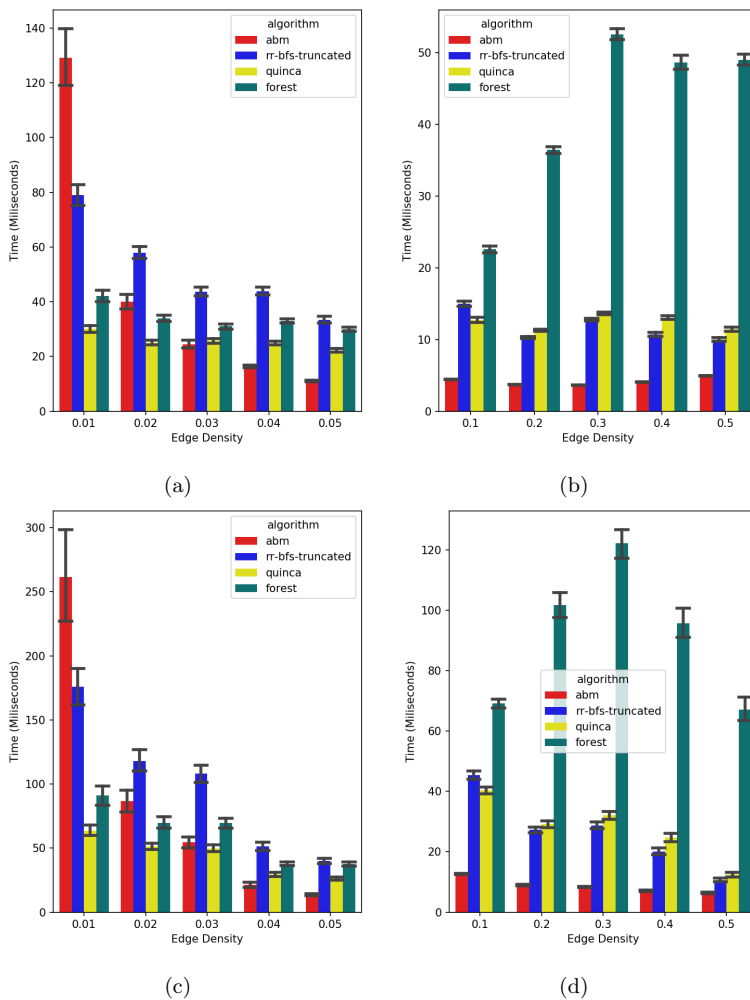 algorithm
abm
rr-bfs-truncated
quinca
forest
140
120
100
80
60
40
20
0
Time (Miliseconds)
0.01 0.02 0.03 0.04 0.05
Edge Density
(a)
algorithm
abm
rr-bfs-truncated
quinca
forest
50
40
30
20
10
0
Time (Miliseconds)
0.1 0.2 0.3 0.4 0.5
Edge Density
(b)
algorithm
abm
rr-bfs-truncated
quinca
forest
300
250
200
150
100
50
0
Time (Miliseconds)
0.01 0.02 0.03 0.04 0.05
Edge Density
(c)
algorithm
abm
rr-bfs-truncated
quinca
forest
120
100
80
60
40
20
0
Time (Miliseconds)
0.1 0.2 0.3 0.4 0.5
Edge Density
(d)